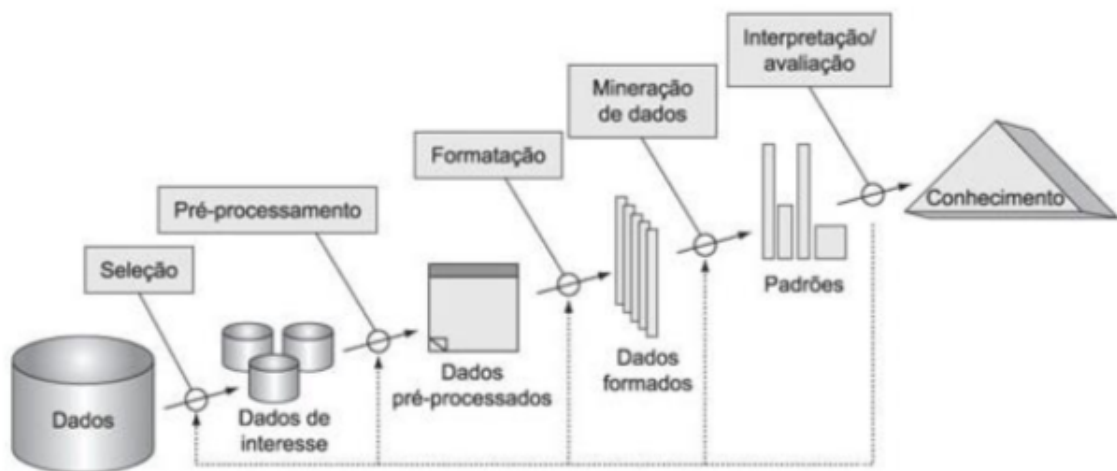 Interpretação/
avaliação
Mineração
de dados
Formatação
Pré-processamento
Seleção
Conhecimento
Padrões
Dados
formados
Dados
pré-processados
Dados de
interesse
Dados